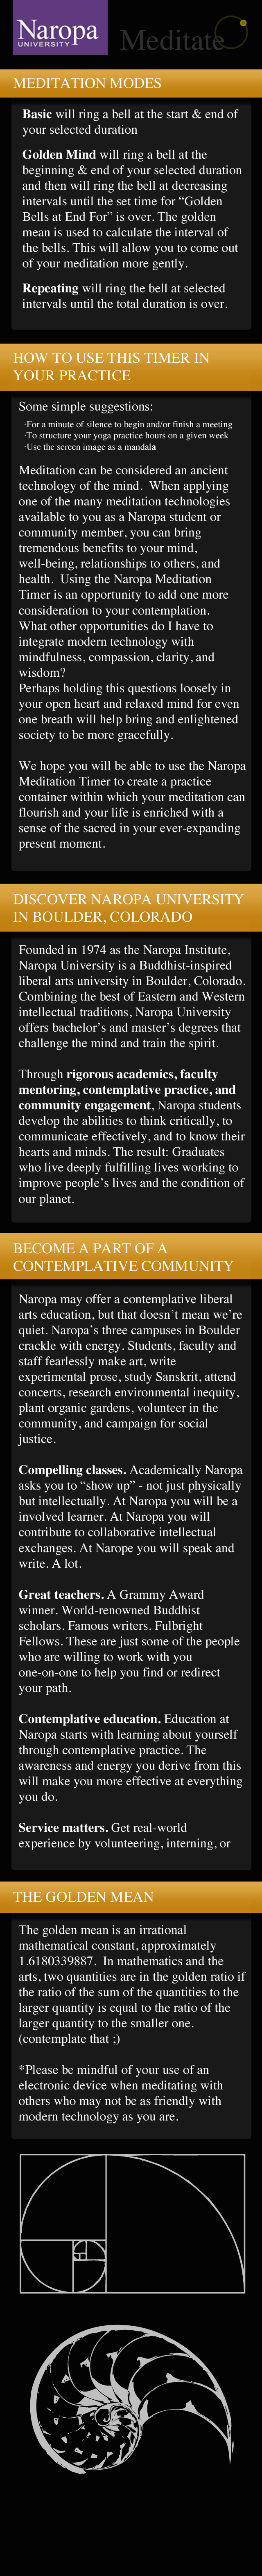 Naropa
UNIVERSITY
Meditate
MEDITATION MODES
Basic will ring a bell at the start & end of
your selected duration
Golden Mind will ring a bell at the
beginning & end of your selected duration
and then will ring the bell at decreasing
intervals until the set time for “Golden
Bells at End For” is over. The golden
mean is used to calculate the interval of
the bells. This will allow you to come out
of your meditation more gently.
Repeating will ring the bell at selected
intervals until the total duration is over.
HOW TO USE THIS TIMER IN
YOUR PRACTICE
Some simple suggestions:
·For a minute of silence to begin and/or finish a meeting
·To structure your yoga practice hours on a given week
·Use the screen image as a mandala
Meditation can be considered an ancient
technology of the mind. When applying
one of the many meditation technologies
available to you as a Naropa student or
community member, you can bring
tremendous benefits to your mind,
well-being, relationships to others, and
health. Using the Naropa Meditation
Timer is an opportunity to add one more
consideration to your contemplation.
What other opportunities do I have to
integrate modern technology with
mindfulness, compassion, clarity, and
wisdom?
Perhaps holding this questions loosely in
your open heart and relaxed mind for even
one breath will help bring and enlightened
society to be more gracefully.
We hope you will be able to use the Naropa
Meditation Timer to create a practice
container within which your meditation can
flourish and your life is enriched with a
sense of the sacred in your ever-expanding
present moment.
DISCOVER NAROPA UNIVERSITY
IN BOULDER, COLORADO
Founded in 1974 as the Naropa Institute,
Naropa University is a Buddhist-inspired
liberal arts university in Boulder, Colorado.
Combining the best of Eastern and Western
intellectual traditions, Naropa University
offers bachelor’s and master’s degrees that
challenge the mind and train the spirit.
Through rigorous academics, faculty
mentoring, contemplative practice, and
community engagement, Naropa students
develop the abilities to think critically, to
communicate effectively, and to know their
hearts and minds. The result: Graduates
who live deeply fulfilling lives working to
improve people’s lives and the condition of
our planet.
BECOME A PART OF A
CONTEMPLATIVE COMMUNITY
Naropa may offer a contemplative liberal
arts education, but that doesn’t mean we’re
quiet. Naropa’s three campuses in Boulder
crackle with energy. Students, faculty and
staff fearlessly make art, write
experimental prose, study Sanskrit, attend
concerts, research environmental inequity,
plant organic gardens, volunteer in the
community, and campaign for social
justice.
Compelling classes. Academically Naropa
asks you to “show up” - not just physically
but intellectually. At Naropa you will be a
involved learner. At Naropa you will
contribute to collaborative intellectual
exchanges. At Narope you will speak and
write. A lot.
Great teachers. A Grammy Award
winner. World-renowned Buddhist
scholars. Famous writers. Fulbright
Fellows. These are just some of the people
who are willing to work with you
one-on-one to help you find or redirect
your path.
Contemplative education. Education at
Naropa starts with learning about yourself
through contemplative practice. The
awareness and energy you derive from this
will make you more effective at everything
you do.
Service matters. Get real-world
experience by volunteering, interning, or
THE GOLDEN MEAN
The golden mean is an irrational
mathematical constant, approximately
1.6180339887. In mathematics and the
arts, two quantities are in the golden ratio if
the ratio of the sum of the quantities to the
larger quantity is equal to the ratio of the
larger quantity to the smaller one.
(contemplate that ;)
*Please be mindful of your use of an
electronic device when meditating with
others who may not be as friendly with
modern technology as you are.